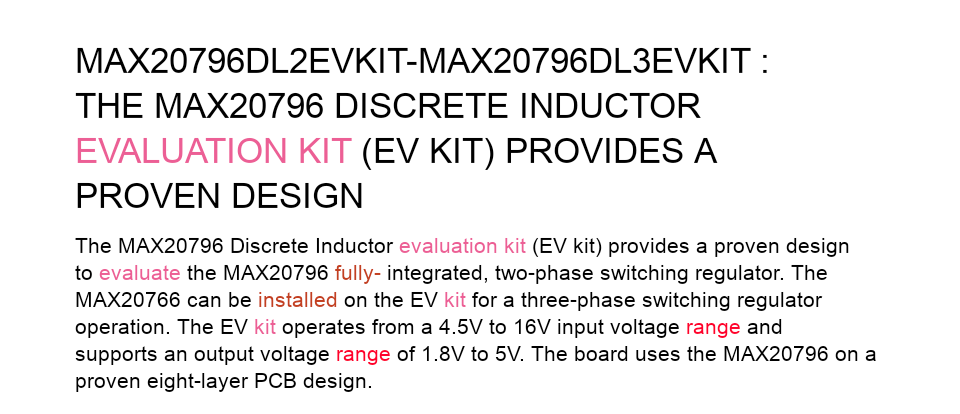 MAX20796DL2EVKIT-MAX20796DL3EVKIT :
THE MAX20796 DISCRETE INDUCTOR
EVALUATION KIT (EV KIT) PROVIDES A
PROVEN DESIGN
The MAX20796 Discrete Inductor evaluation kit (EV kit) provides a proven design
to evaluate the MAX20796 fully- integrated, two-phase switching regulator. The
MAX20766 can be installed on the EV kit for a three-phase switching regulator
operation. The EV kit operates from a 4.5V to 16V input voltage range and
supports an output voltage range of 1.8V to 5V. The board uses the MAX20796 on a
proven eight-layer PCB design.